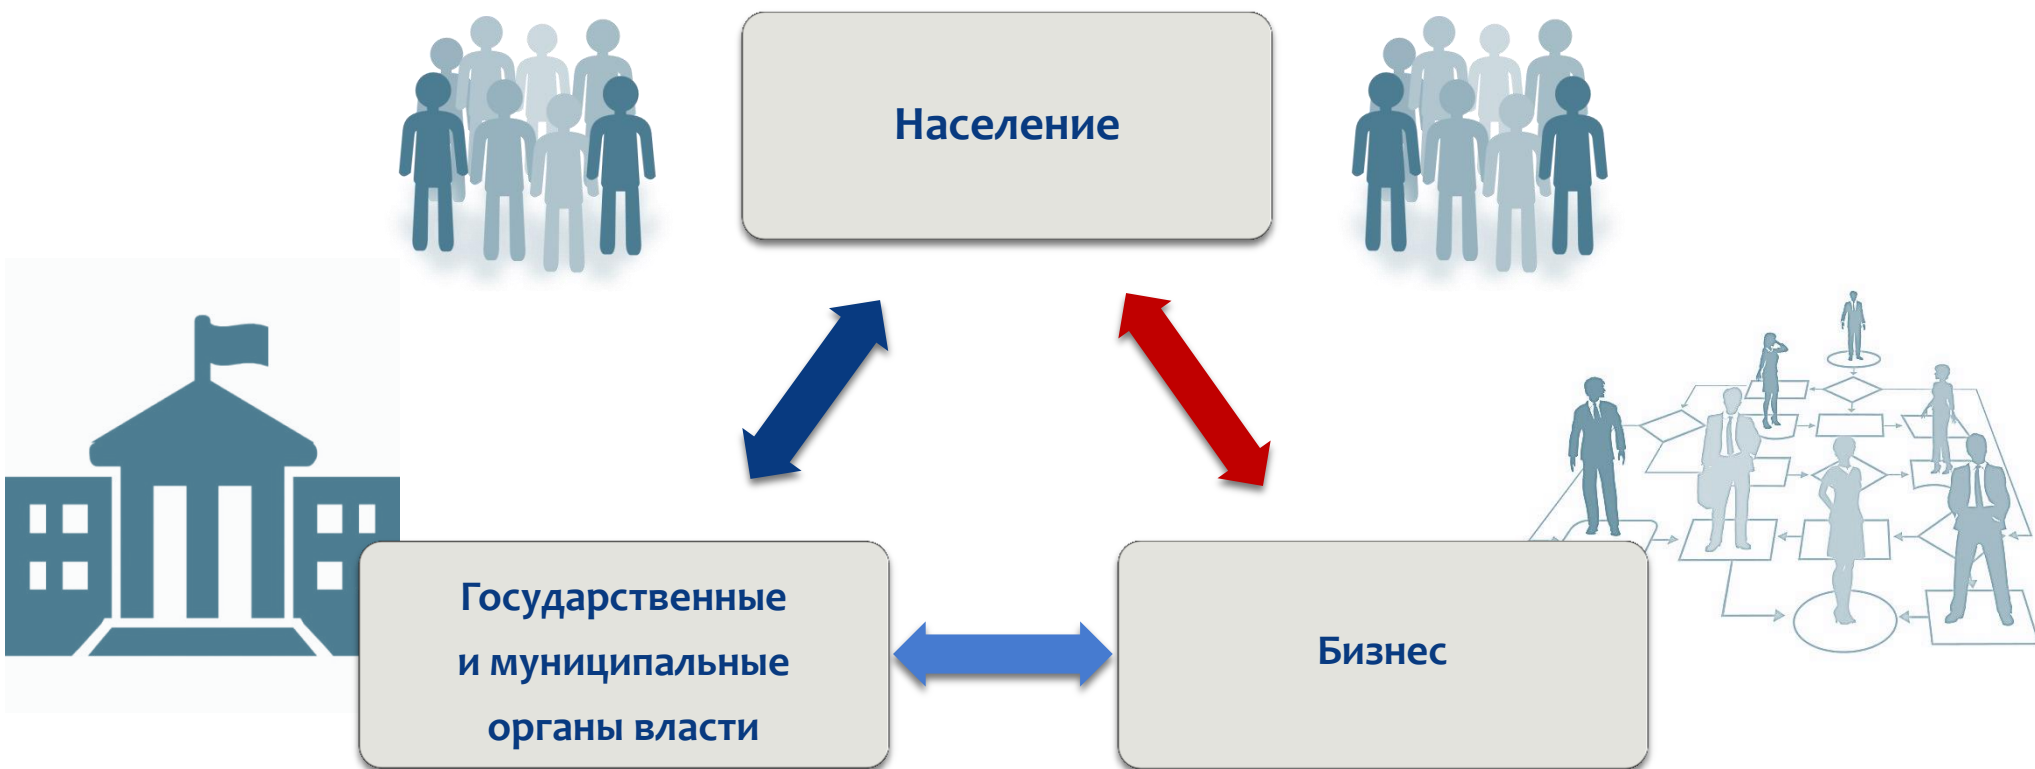 Население
Государственные
и муниципальные
органы власти
Бизнес